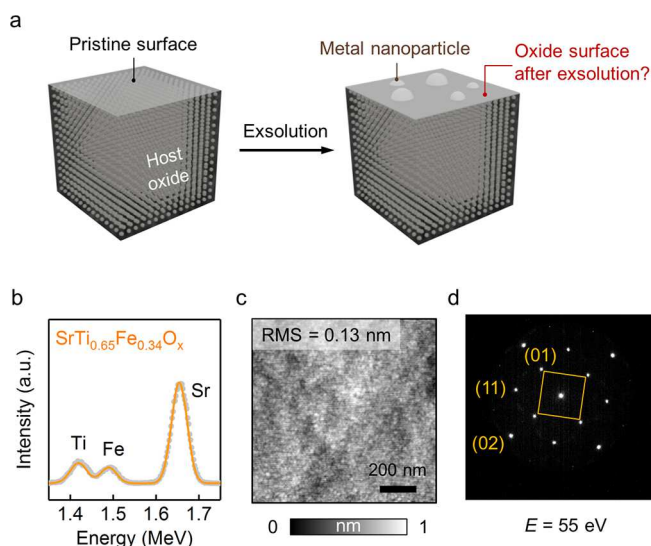 a
Pristine surface
Metal nanoparticle
Oxide surface
after exsolution?
Host
oxide
Exsolution
b
SrTi₀.₆₅Fe₀.₃₄Oₓ
Intensity (a.u.)
Ti
Fe
Sr
1.4 1.5 1.6 1.7
Energy (MeV)
c
RMS = 0.13 nm
200 nm
0 nm 1
d
(01)
(11)
(02)
E = 55 eV